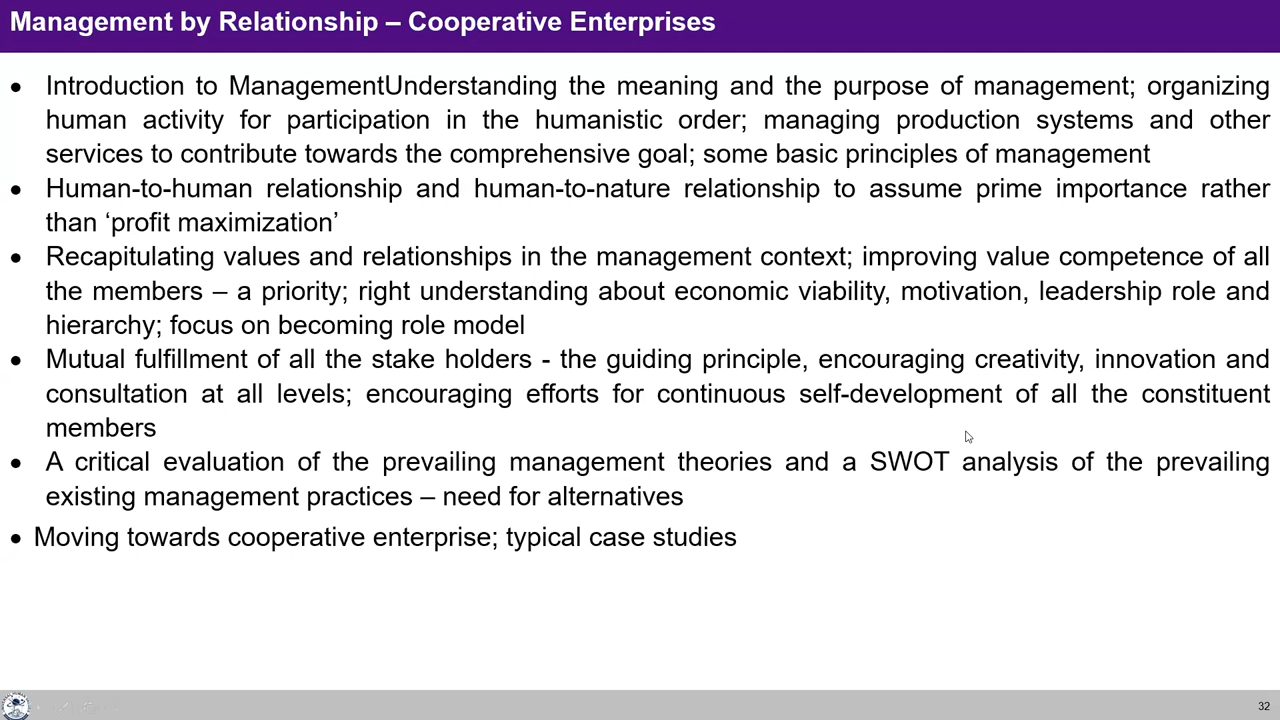 Management by Relationship – Cooperative Enterprises
• Introduction to ManagementUnderstanding the meaning and the purpose of management; organizing
human activity for participation in the humanistic order; managing production systems and other
services to contribute towards the comprehensive goal; some basic principles of management
• Human-to-human relationship and human-to-nature relationship to assume prime importance rather
than ‘profit maximization’
• Recapitulating values and relationships in the management context; improving value competence of all
the members – a priority; right understanding about economic viability, motivation, leadership role and
hierarchy; focus on becoming role model
• Mutual fulfillment of all the stake holders - the guiding principle, encouraging creativity, innovation and
consultation at all levels; encouraging efforts for continuous self-development of all the constituent
members
• A critical evaluation of the prevailing management theories and a SWOT analysis of the prevailing
existing management practices – need for alternatives
• Moving towards cooperative enterprise; typical case studies
32